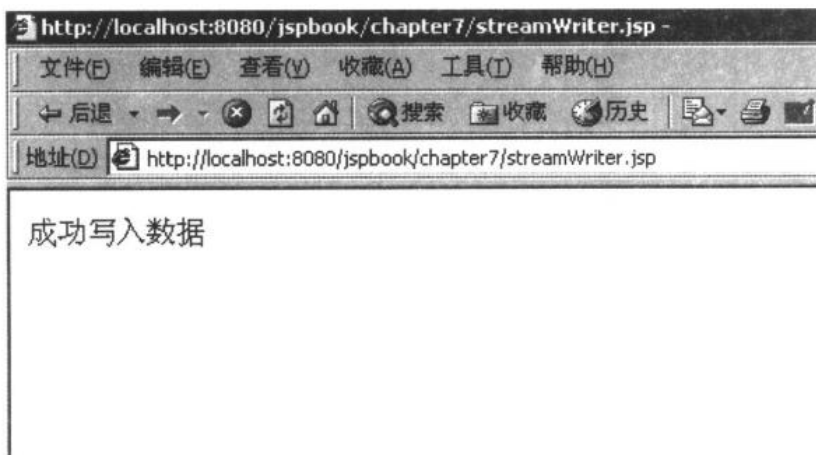 http://localhost:8080/jspbook/chapter7/streamWriter.jsp -
文件(F) 编辑(E) 查看(V) 收藏(A) 工具(T) 帮助(H)
后退 搜索 收藏 历史
地址(D) http://localhost:8080/jspbook/chapter7/streamWriter.jsp
成功写入数据